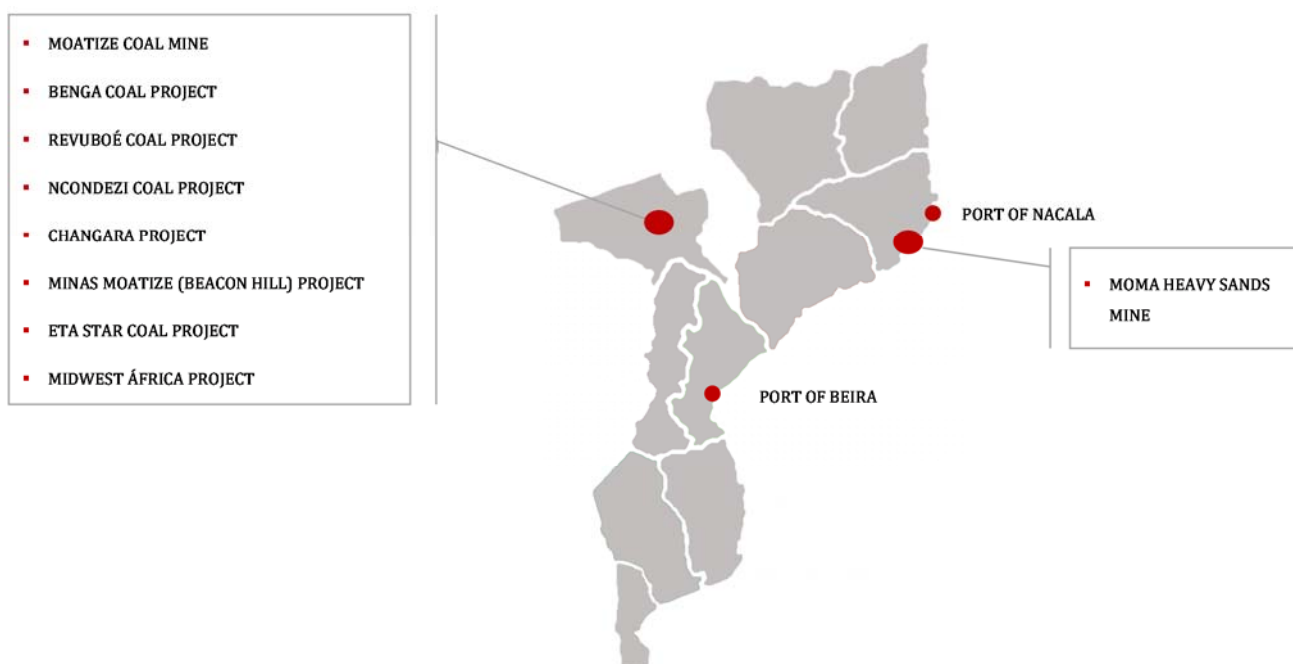 MOATIZE COAL MINE
BENGA COAL PROJECT
REVUBOÉ COAL PROJECT
NCONDEZI COAL PROJECT
CHANGARA PROJECT
MINAS MOATIZE (BEACON HILL) PROJECT
ETA STAR COAL PROJECT
MIDWEST ÁFRICA PROJECT
PORT OF NACALA
MOMA HEAVY SANDS
MINE
PORT OF BEIRA